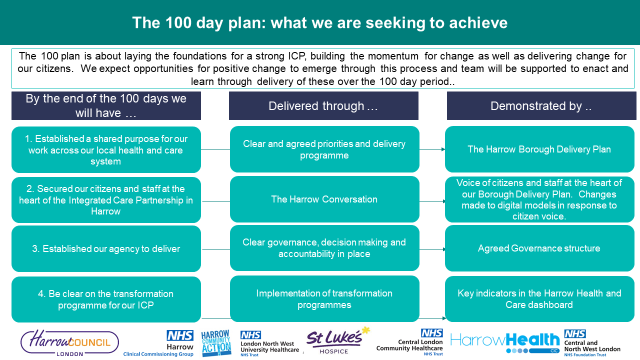 The 100 day plan: what we are seeking to achieve
The 100 plan is about laying the foundations for a strong ICP, building the momentum for change as well as delivering change for
our citizens. We expect opportunities for positive change to emerge through this process and team will be supported to enact and
learn through delivery of these over the 100 day period..
By the end of the 100 days we
will have …
Delivered through …
Demonstrated by ..
1. Established a shared purpose for our
work across our local health and care
system
Clear and agreed priorities and delivery
programme
The Harrow Borough Delivery Plan
2. Secured our citizens and staff at the
heart of the Integrated Care Partnership in
Harrow
The Harrow Conversation
Voice of citizens and staff at the heart of
our Borough Delivery Plan. Changes
made to digital models in response to
citizen voice.
3. Established our agency to deliver
Clear governance, decision making and
accountability in place
Agreed Governance structure
4. Be clear on the transformation
programme for our ICP
Implementation of transformation
programmes
Key indicators in the Harrow Health and
Care dashboard
HarrowCOUNCIL
LONDON
NHS
Harrow
Clinical Commissioning Group
HARROW
COMMUNITY
ACTION
NHS
London North West
University Healthcare
NHS Trust
St Luke's
HOSPICE
NHS
Central London
Community Healthcare
NHS Trust
HarrowHealth
NHS
Central and
North West London
NHS Foundation Trust